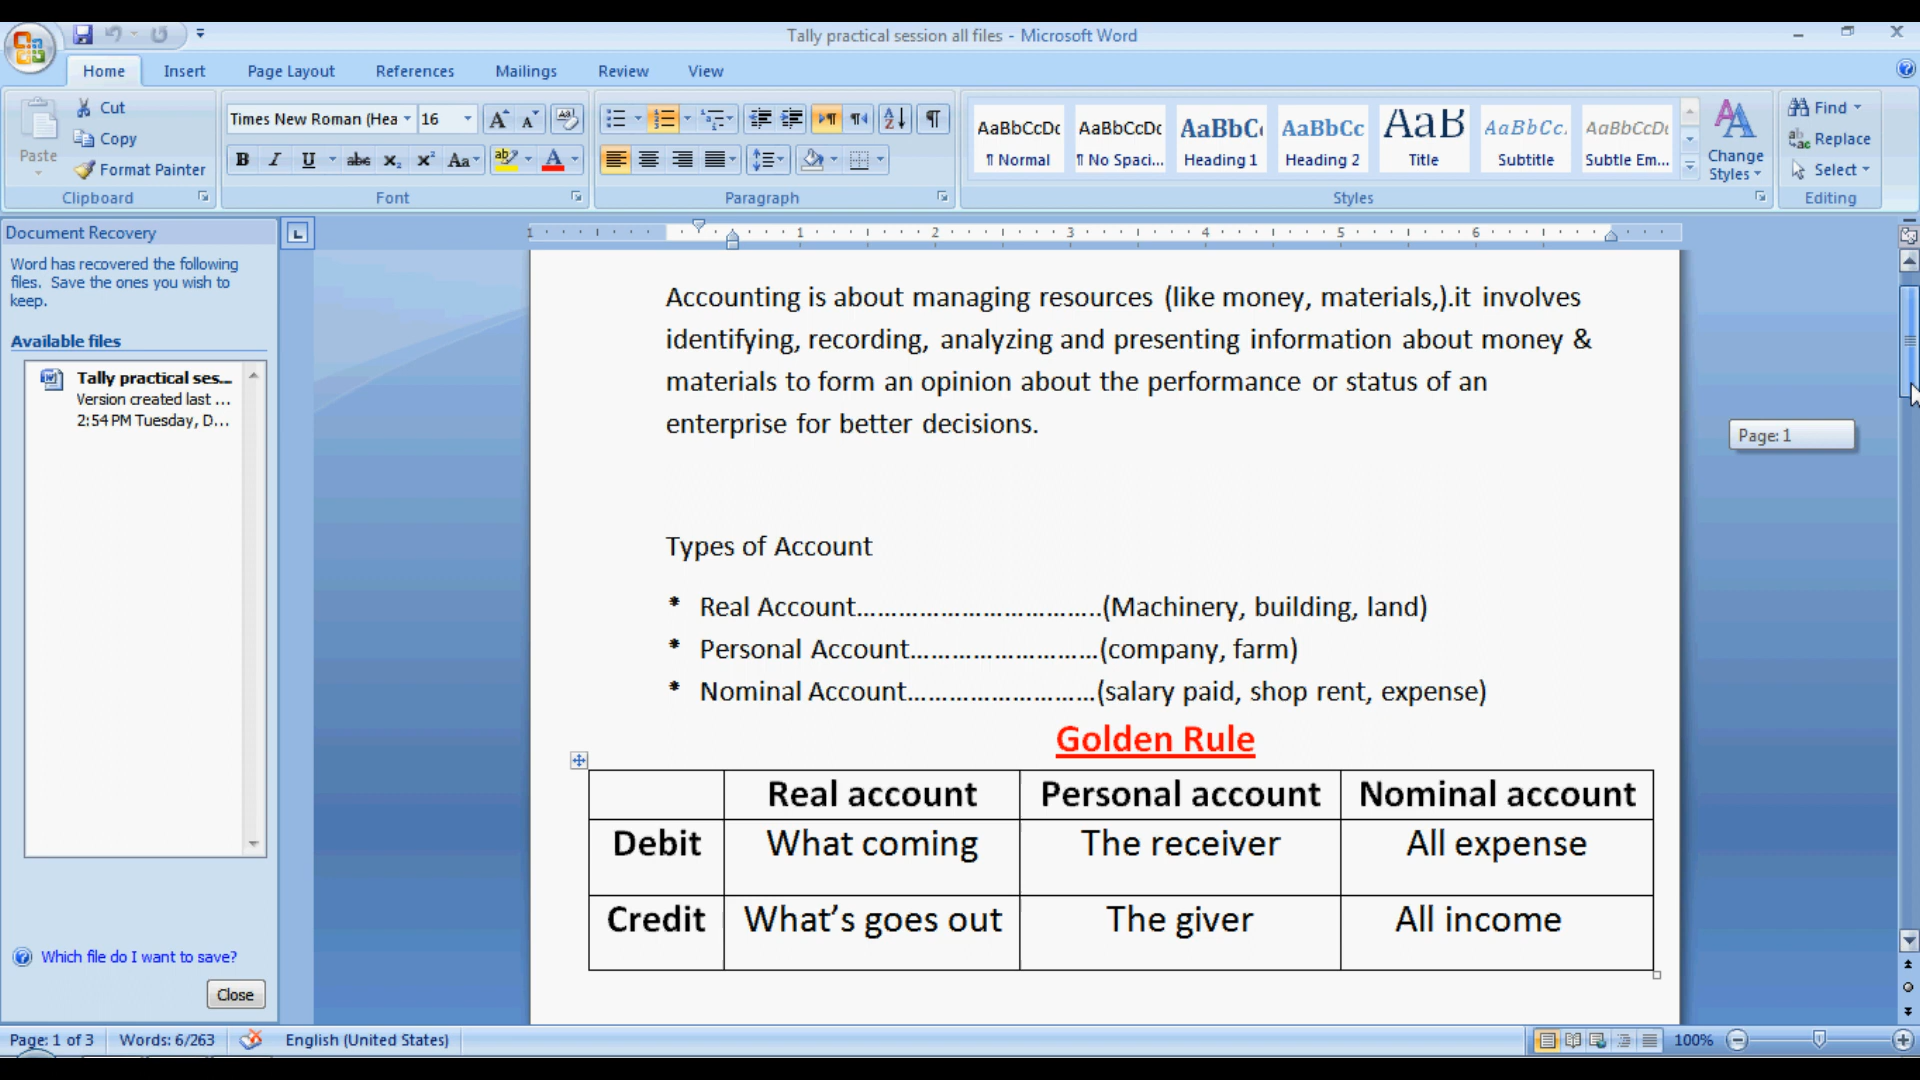 Tally practical session all files - Microsoft Word
Home Insert Page Layout References Mailings Review View
Paste
Cut
Copy
Format Painter
Clipboard
Times New Roman (Hea 16
Font
Paragraph
AaBbCcDc AaBbCcDc AaBbC AaBbCc AaB AaBbCc. AaBbCcDc
¶ Normal ¶ No Spaci... Heading 1 Heading 2 Title Subtitle Subtle Em...
Change
Styles
Styles
Find
Replace
Select
Editing
Document Recovery
Word has recovered the following
files. Save the ones you wish to
keep.
Available files
Tally practical ses...
Version created last ...
2:54 PM Tuesday, D...
Which file do I want to save?
Close
1 1 2 3 4 5 6
Accounting is about managing resources (like money, materials,).it involves
identifying, recording, analyzing and presenting information about money &
materials to form an opinion about the performance or status of an
enterprise for better decisions.
Types of Account
* Real Account……………………………..(Machinery, building, land)
* Personal Account………………………(company, farm)
* Nominal Account………………………(salary paid, shop rent, expense)
Golden Rule
Real account Personal account Nominal account
Debit What coming The receiver All expense
Credit What’s goes out The giver All income
Page: 1
Page: 1 of 3 Words: 6/263 English (United States) 100%